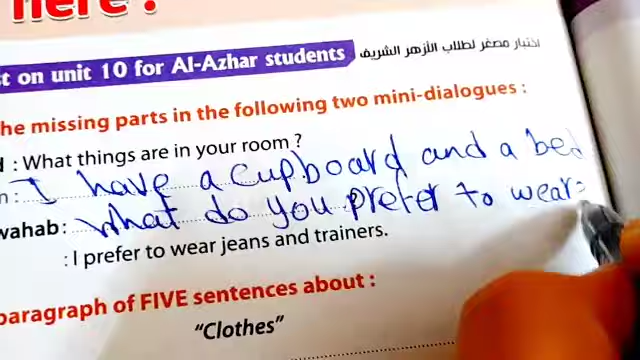 here :
st on unit 10 for Al-Azhar students اختبار مصغر لطلاب الأزهر الشريف
he missing parts in the following two mini-dialogues :
d : What things are in your room ?
n : I have a cupboard and a bed
wahab: What do you prefer to wear?
: I prefer to wear jeans and trainers.
paragraph of FIVE sentences about :
"Clothes"